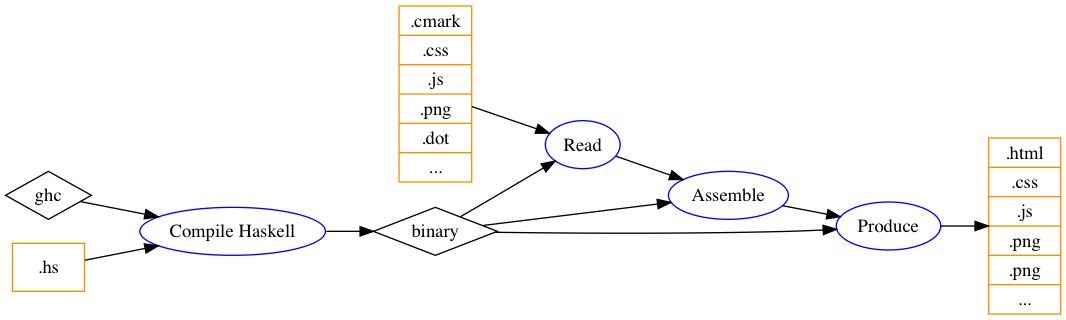 ghc
.hs
Compile Haskell
.cmark
.css
.js
.png
.dot
...
binary
Read
Assemble
Produce
.html
.css
.js
.png
.png
...